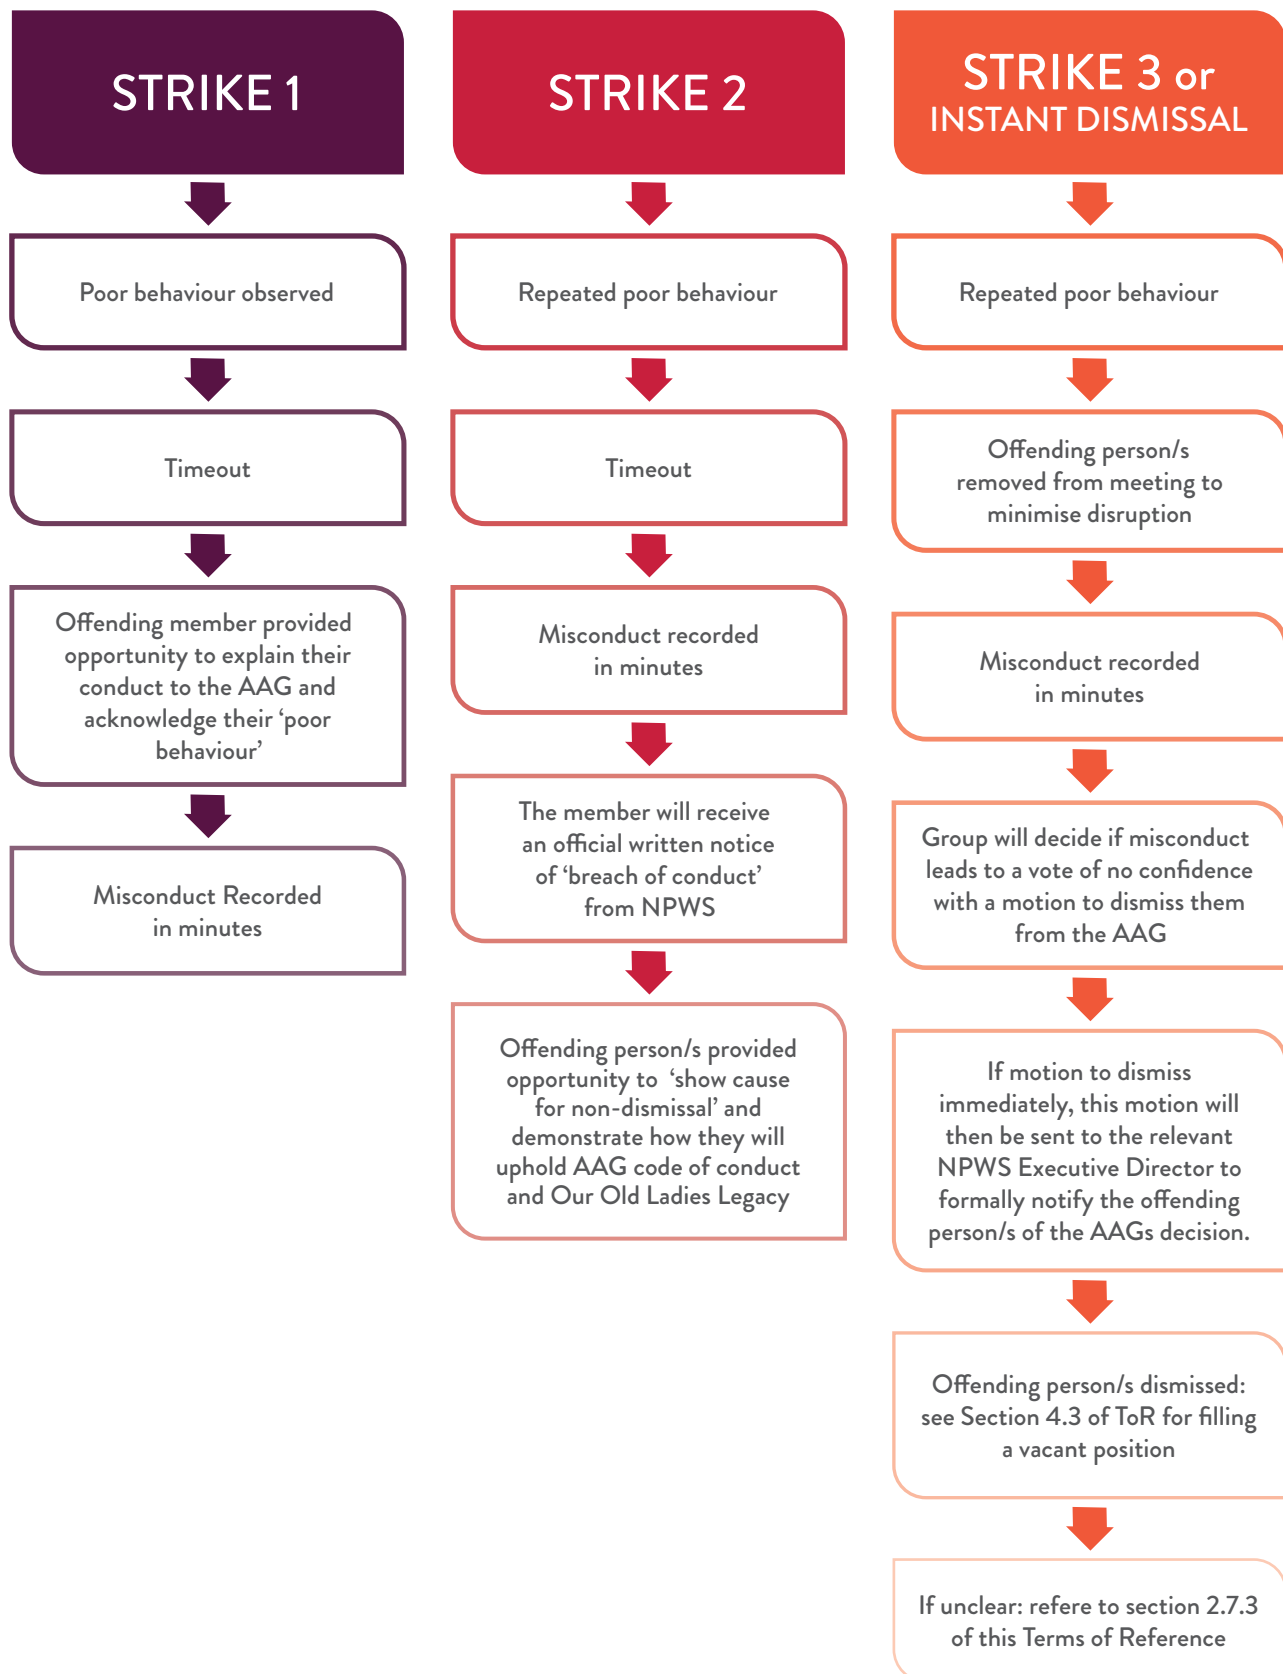 STRIKE 1
Poor behaviour observed
Timeout
Offending member provided
opportunity to explain their
conduct to the AAG and
acknowledge their ‘poor
behaviour’
Misconduct Recorded
in minutes
STRIKE 2
Repeated poor behaviour
Timeout
Misconduct recorded
in minutes
The member will receive
an official written notice
of ‘breach of conduct’
from NPWS
Offending person/s provided
opportunity to ‘show cause
for non-dismissal’ and
demonstrate how they will
uphold AAG code of conduct
and Our Old Ladies Legacy
STRIKE 3 or
INSTANT DISMISSAL
Repeated poor behaviour
Offending person/s
removed from meeting to
minimise disruption
Misconduct recorded
in minutes
Group will decide if misconduct
leads to a vote of no confidence
with a motion to dismiss them
from the AAG
If motion to dismiss
immediately, this motion will
then be sent to the relevant
NPWS Executive Director to
formally notify the offending
person/s of the AAGs decision.
Offending person/s dismissed:
see Section 4.3 of ToR for filling
a vacant position
If unclear: refere to section 2.7.3
of this Terms of Reference